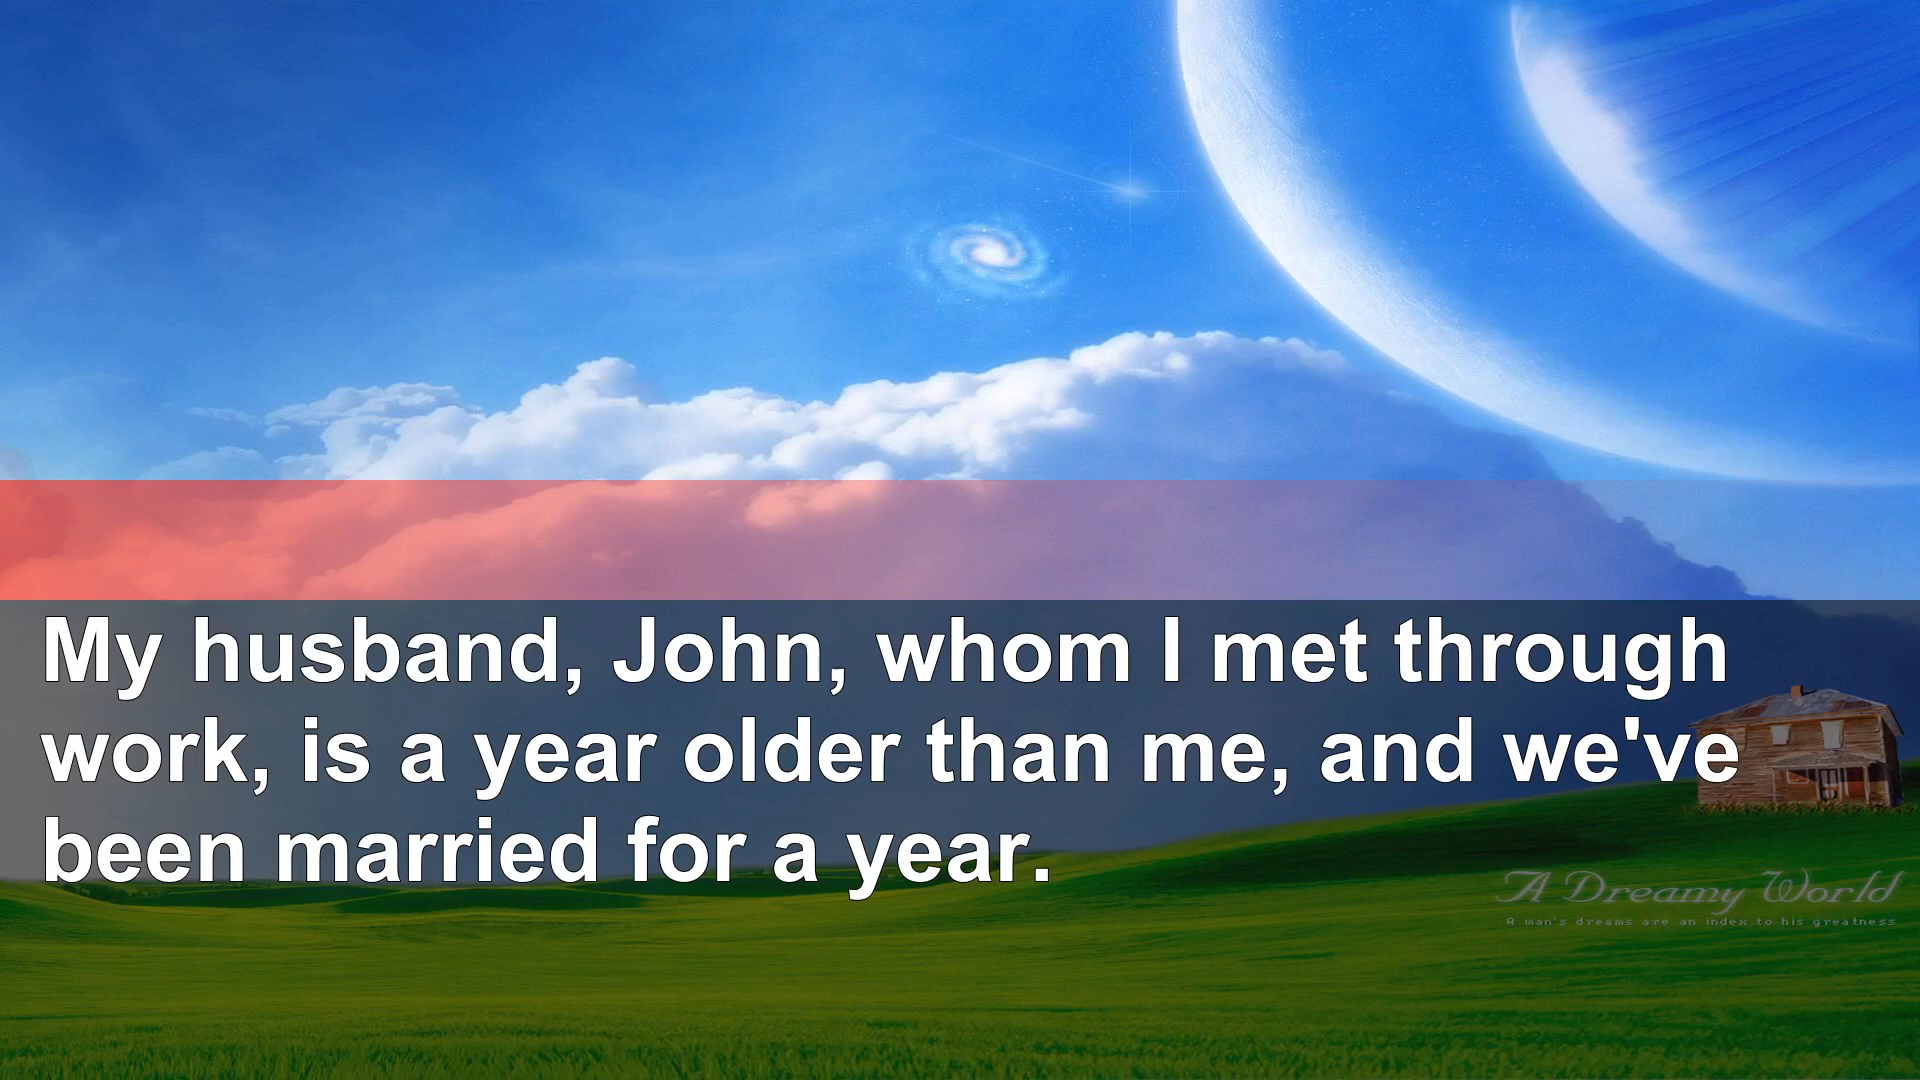 My husband, John, whom I met through
work, is a year older than me, and we've
been married for a year.
A Dreamy World
A man's dreams are an index to his greatness